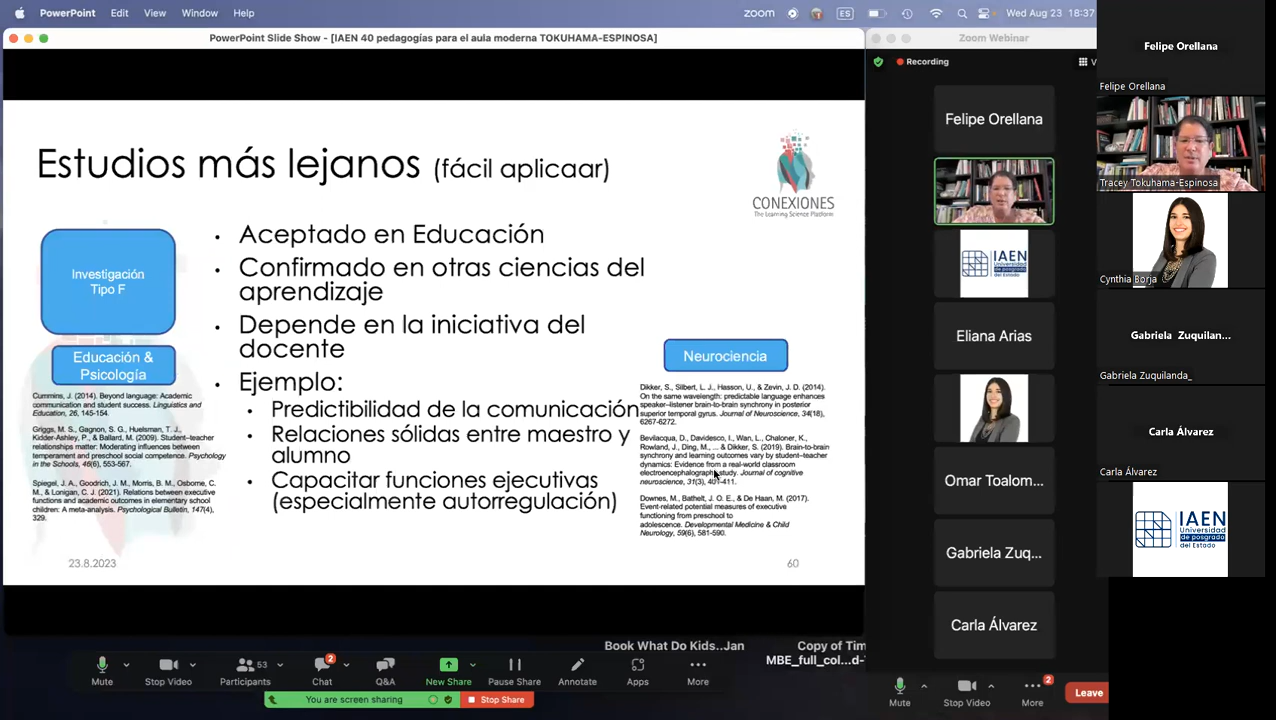 PowerPoint Edit View Window Help
zoom ES Wed Aug 23 18:37
PowerPoint Slide Show - [IAEN 40 pedagogías para el aula moderna TOKUHAMA-ESPINOSA]
Estudios más lejanos (fácil aplicaar)
CONEXIONES
The Learning Science Platform
Investigación
Tipo F
Educación &
Psicología
Cummins, J. (2014). Beyond language: Academic
communication and student success. Linguistics and
Education, 26, 145-154.
Griggs, M. S., Gagnon, S. G., Huelsman, T. J.,
Kidder-Ashley, P., & Ballard, M. (2009). Student–teacher
relationships matter: Moderating influences between
temperament and preschool social competence. Psychology
in the Schools, 46(6), 553-567.
Spiegel, J. A., Goodrich, J. M., Morris, B. M., Osborne, C.
M., & Lonigan, C. J. (2021). Relations between executive
functions and academic outcomes in elementary school
children: A meta-analysis. Psychological Bulletin, 147(4),
329.
• Aceptado en Educación
• Confirmado en otras ciencias del
aprendizaje
• Depende en la iniciativa del
docente
• Ejemplo:
• Predictibilidad de la comunicación
• Relaciones sólidas entre maestro y
alumno
• Capacitar funciones ejecutivas
(especialmente autorregulación)
Neurociencia
Dikker, S., Silbert, L. J., Hasson, U., & Zevin, J. D. (2014).
On the same wavelength: predictable language enhances
speaker–listener brain-to-brain synchrony in posterior
superior temporal gyrus. Journal of Neuroscience, 34(18),
6267-6272.
Bevilacqua, D., Davidesco, I., Wan, L., Chaloner, K.,
Rowland, J., Ding, M., ... & Dikker, S. (2019). Brain-to-brain
synchrony and learning outcomes vary by student–teacher
dynamics: Evidence from a real-world classroom
electroencephalography study. Journal of cognitive
neuroscience, 31(3), 401-411.
Downes, M., Bathelt, J. O. E., & De Haan, M. (2017).
Event-related potential measures of executive
functioning from preschool to
adolescence. Developmental Medicine & Child
Neurology, 59(6), 581-590.
23.8.2023
60
Book What Do Kids..Jan
Copy of Tim
MBE_full_col...d-T
Mute
Stop Video
53
Participants
2
Chat
Q&A
New Share
Pause Share
Annotate
Apps
More
You are screen sharing
Stop Share
Zoom Webinar
Recording
V
Felipe Orellana
IAEN
Universidad
de posgrado
del Estado
Eliana Arias
Omar Toalom...
Gabriela Zuq...
Carla Álvarez
Mute
Stop Video
2
More
Leave
Felipe Orellana
Felipe Orellana
Tracey Tokuhama-Espinosa
Cynthia Borja
Gabriela Zuquilan...
Gabriela Zuquilanda_
Carla Álvarez
Carla Álvarez
IAEN
Universidad
de posgrado
del Estado